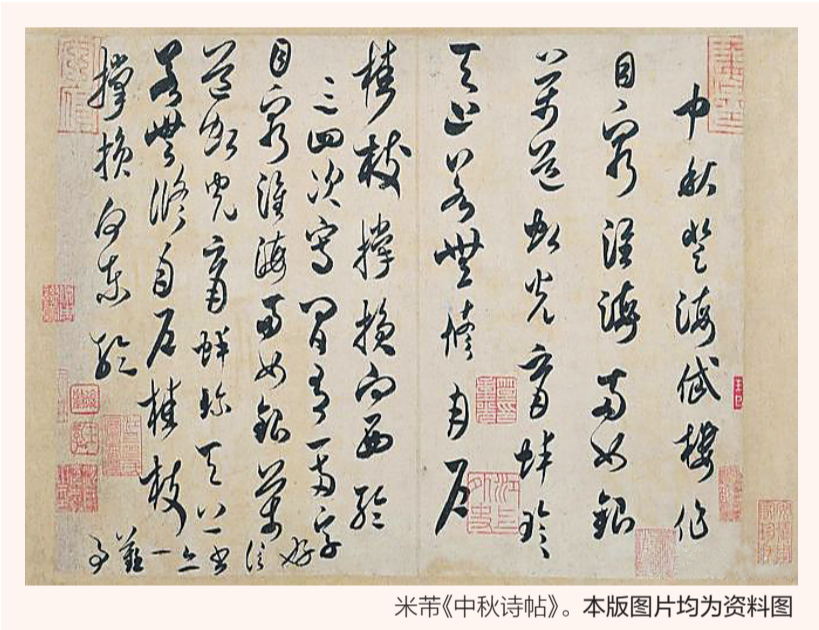 中秋登海岱樓作
目窮淮海兩如銀
萬道虹光育蚌珍
天上若無修月戶
桂枝撐損向西輪
三四次寫間有一兩字
好信書亦一難事
目窮淮海兩如銀萬
道虹光育蚌珍天上
若無修月戶桂枝
撐損向東輪
米芾《中秋诗帖》。本版图片均为资料图